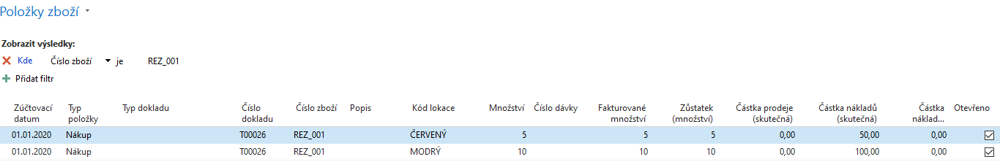 Položky zboží
Zobrazit výsledky:
Kde Číslo zboží je REZ_001
Přidat filtr
Zúčtovací datum Typ položky Typ dokladu Číslo dokladu Číslo zboží Popis Kód lokace Množství Číslo dávky Fakturované množství Zůstatek (množství) Částka prodeje (skutečná) Částka nákladů (skutečná) Částka náklad... Otevřeno
01.01.2020 Nákup T00026 REZ_001 ČERVENÝ 5 5 5 0,00 50,00 0,00
01.01.2020 Nákup T00026 REZ_001 MODRÝ 10 10 10 0,00 100,00 0,00